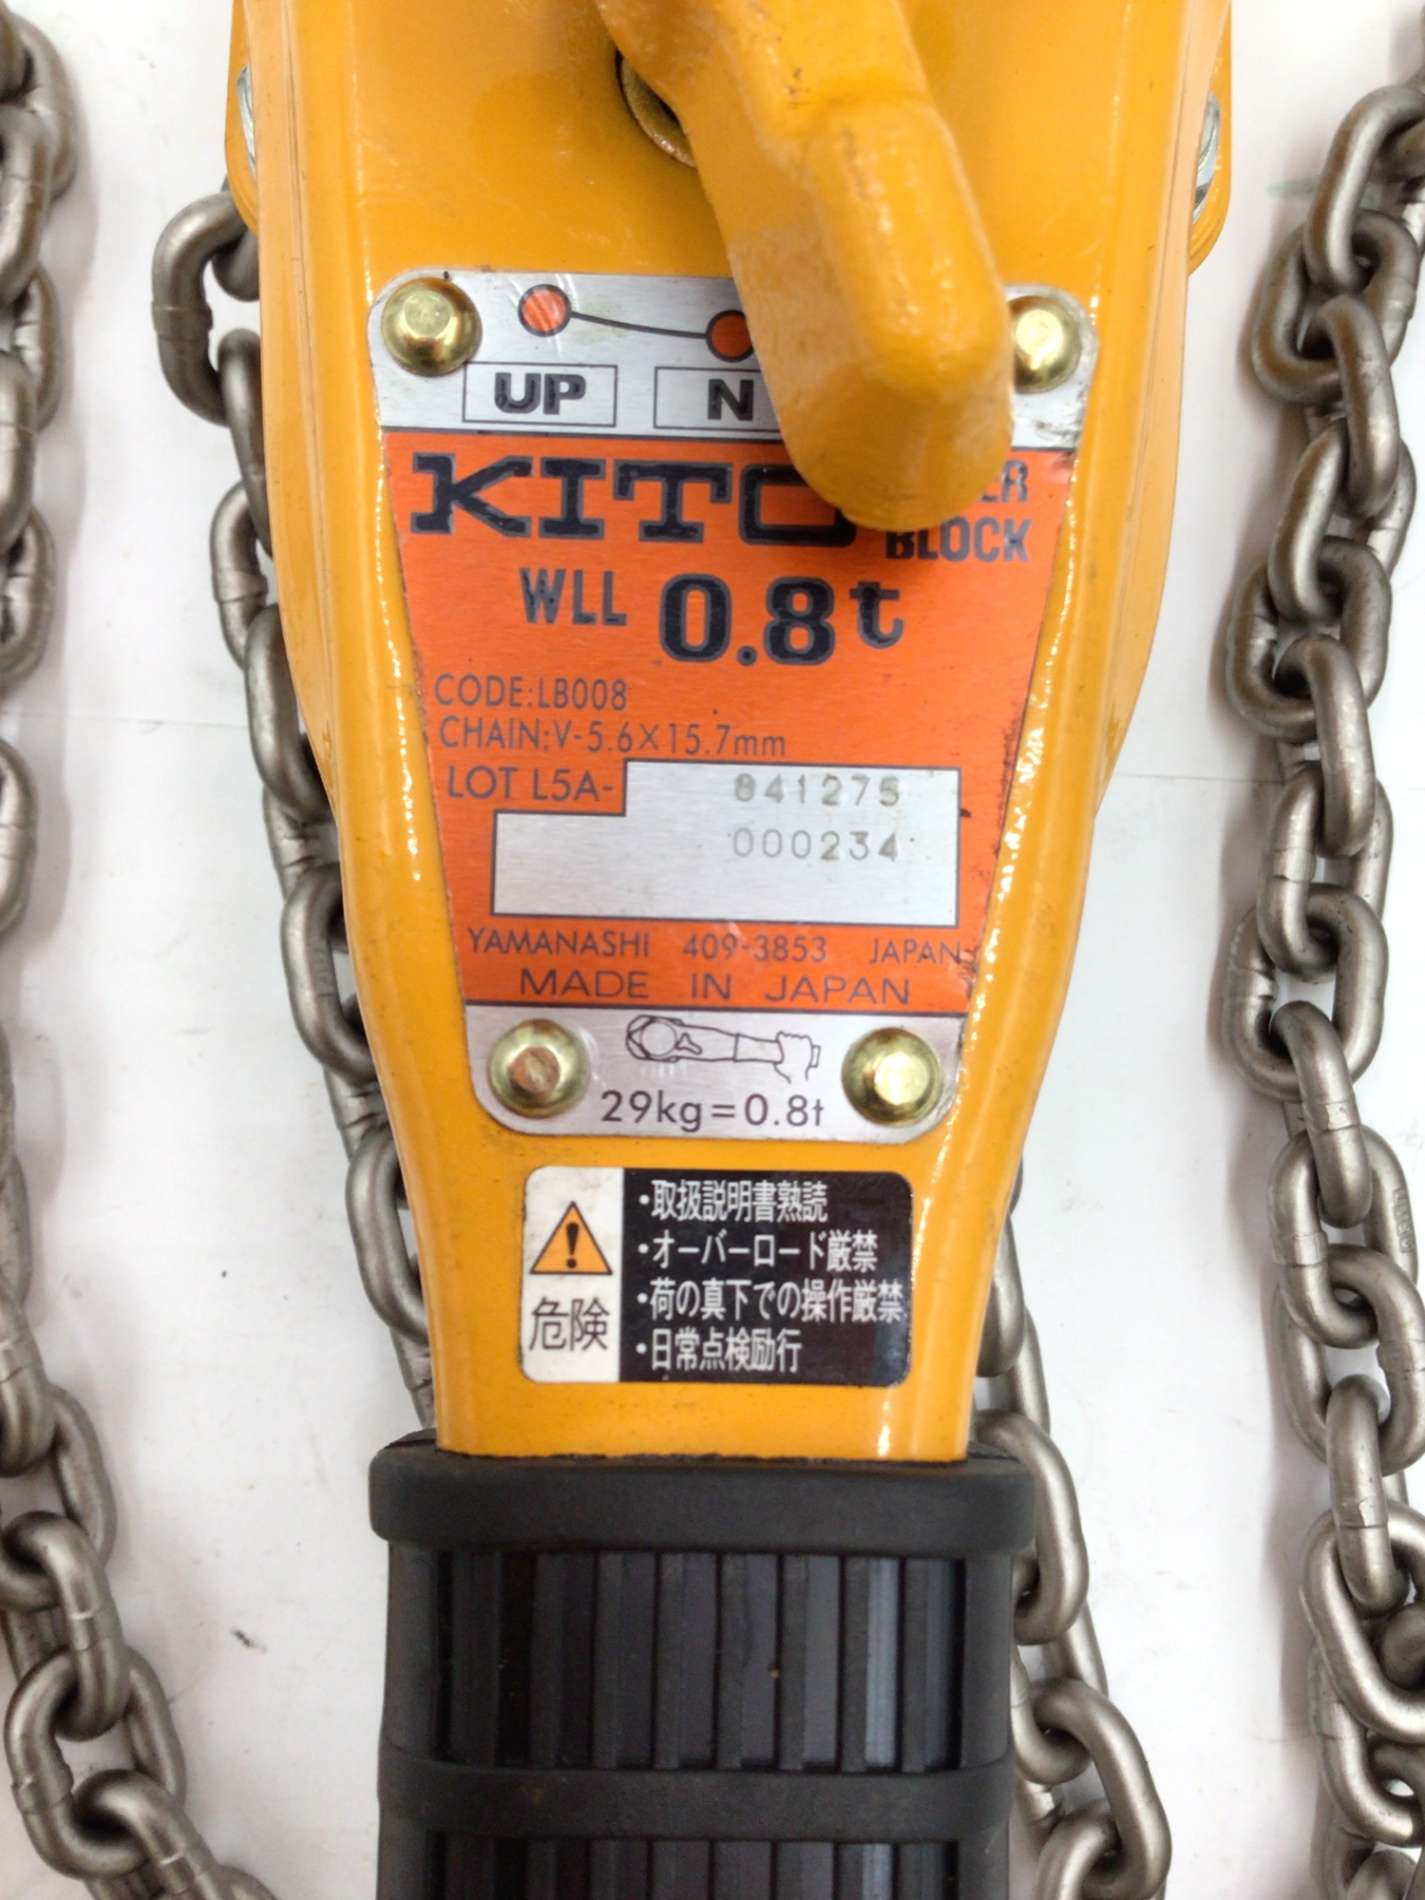 UP N
KITO
BLOCK
WLL 0.8t
CODE:LB008
CHAIN:V-5.6×15.7mm
LOT L5A- 841275
000234
YAMANASHI 409-3853 JAPAN
MADE IN JAPAN
29kg=0.8t
危険
・取扱説明書熟読
・オーバーロード厳禁
・荷の真下での操作厳禁
・日常点検励行